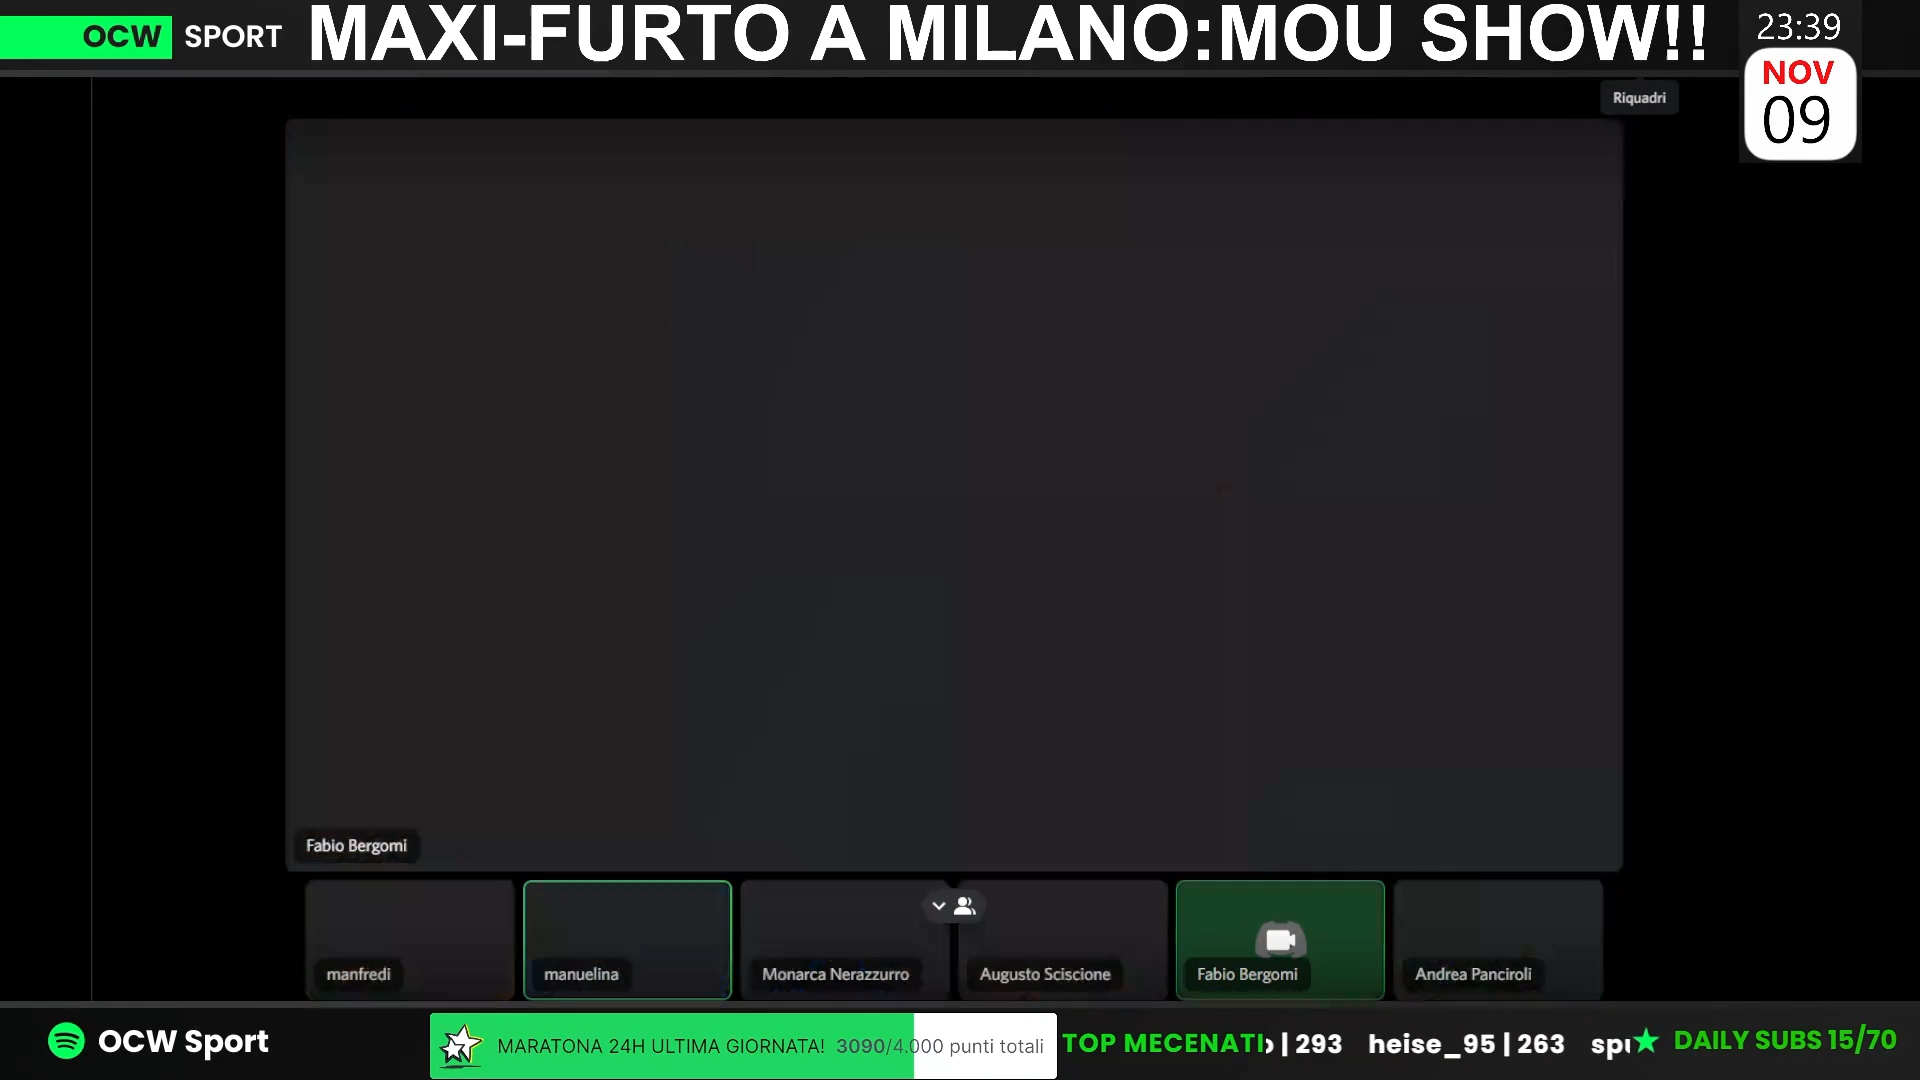 OCW SPORT MAXI-FURTO A MILANO:MOU SHOW!! 23:39
NOV
09
Riquadri
Fabio Bergomi
manfredi
manuelina
Monarca Nerazzurro
Augusto Sciscione
Fabio Bergomi
Andrea Panciroli
OCW Sport
MARATONA 24H ULTIMA GIORNATA! 3090/4.000 punti totali
TOP MECENATI | 293 heise_95 | 263
DAILY SUBS 15/70